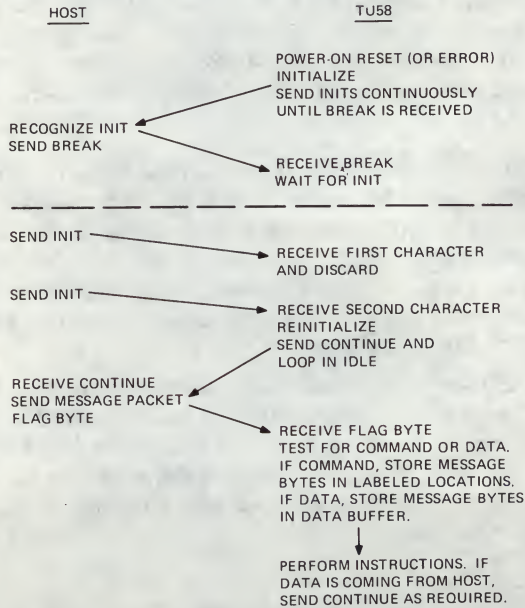 HOST
TU58
POWER-ON RESET (OR ERROR)
INITIALIZE
SEND INITS CONTINUOUSLY
UNTIL BREAK IS RECEIVED
RECOGNIZE INIT
SEND BREAK
RECEIVE BREAK
WAIT FOR INIT
SEND INIT
RECEIVE FIRST CHARACTER
AND DISCARD
SEND INIT
RECEIVE SECOND CHARACTER
REINITIALIZE
SEND CONTINUE AND
LOOP IN IDLE
RECEIVE CONTINUE
SEND MESSAGE PACKET
FLAG BYTE
RECEIVE FLAG BYTE
TEST FOR COMMAND OR DATA.
IF COMMAND, STORE MESSAGE
BYTES IN LABELED LOCATIONS.
IF DATA, STORE MESSAGE BYTES
IN DATA BUFFER.
PERFORM INSTRUCTIONS. IF
DATA IS COMING FROM HOST,
SEND CONTINUE AS REQUIRED.